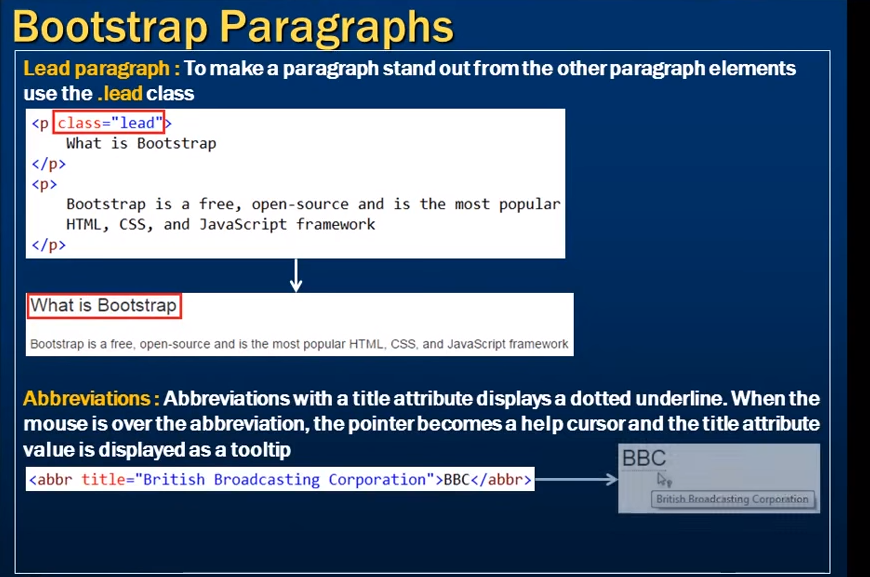 Bootstrap Paragraphs
Lead paragraph : To make a paragraph stand out from the other paragraph elements
use the .lead class
<p class="lead">
What is Bootstrap
</p>
<p>
Bootstrap is a free, open-source and is the most popular
HTML, CSS, and JavaScript framework
</p>
What is Bootstrap
Bootstrap is a free, open-source and is the most popular HTML, CSS, and JavaScript framework
Abbreviations : Abbreviations with a title attribute displays a dotted underline. When the
mouse is over the abbreviation, the pointer becomes a help cursor and the title attribute
value is displayed as a tooltip
<abbr title="British Broadcasting Corporation">BBC</abbr>
BBC
British Broadcasting Corporation